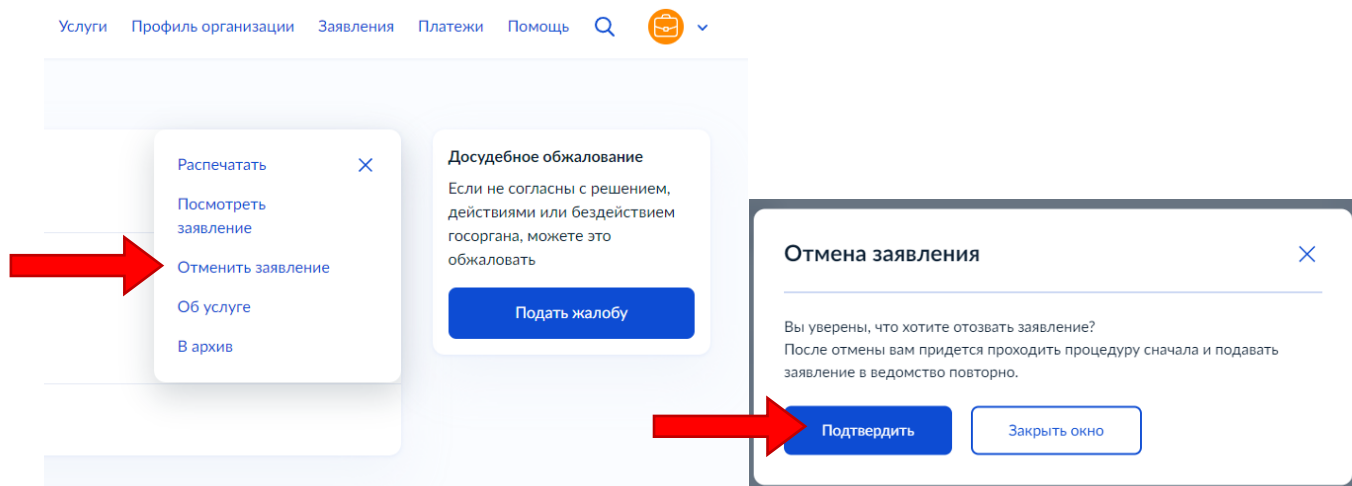 Услуги Профиль организации Заявления Платежи Помощь
Распечатать
Посмотреть
заявление
Отменить заявление
Об услуге
В архив
Досудебное обжалование
Если не согласны с решением,
действиями или бездействием
госоргана, можете это
обжаловать
Подать жалобу
Отмена заявления
Вы уверены, что хотите отозвать заявление?
После отмены вам придется проходить процедуру сначала и подавать
заявление в ведомство повторно.
Подтвердить Закрыть окно